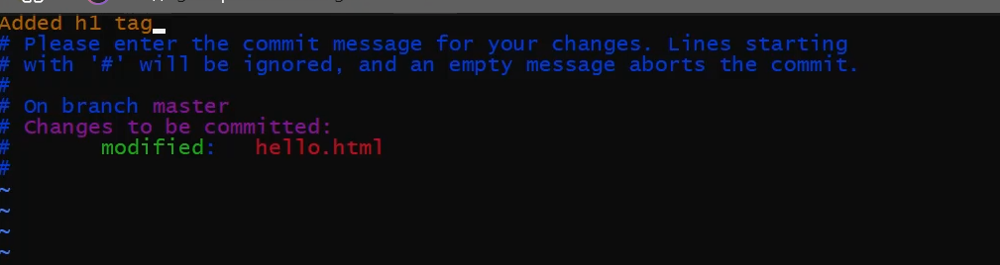 Added h1 tag
# Please enter the commit message for your changes. Lines starting
# with '#' will be ignored, and an empty message aborts the commit.
#
# On branch master
# Changes to be committed:
#       modified:   hello.html
#
~
~
~
~